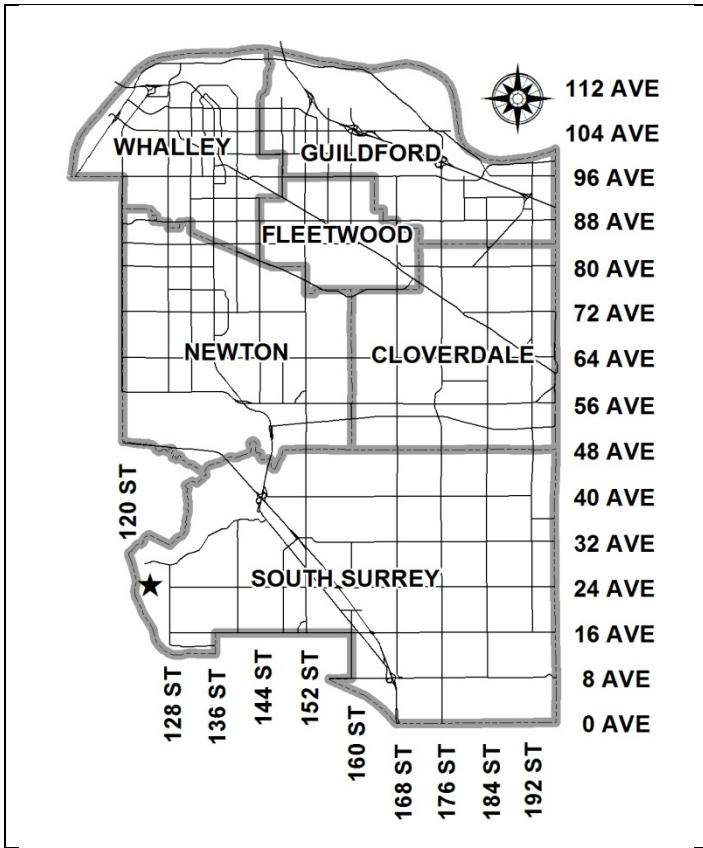 112 AVE
104 AVE
WHALLEY
GUILDFORD
96 AVE
88 AVE
FLEETWOOD
80 AVE
72 AVE
NEWTON
CLOVERDALE
64 AVE
56 AVE
48 AVE
120 ST
40 AVE
32 AVE
SOUTH SURREY
24 AVE
16 AVE
8 AVE
0 AVE
128 ST
136 ST
144 ST
152 ST
160 ST
168 ST
176 ST
184 ST
192 ST